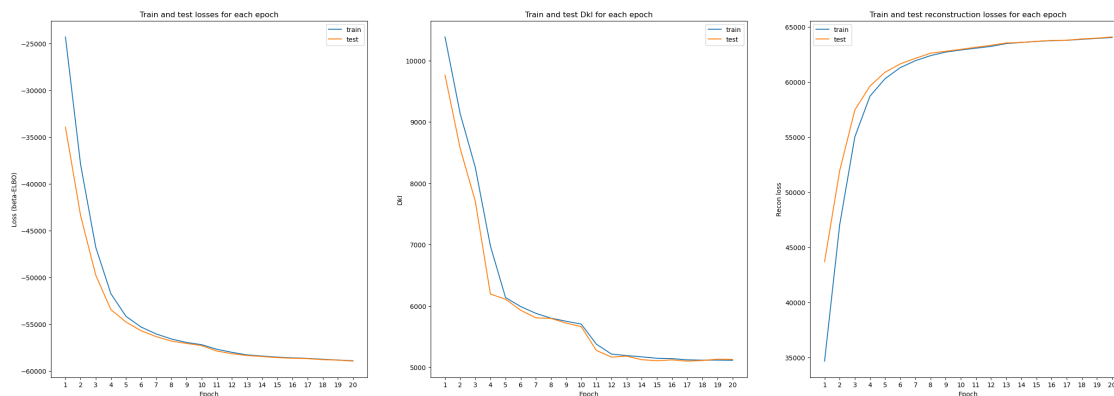 Train and test losses for each epoch
train
test
−25000
−30000
−35000
−40000
−45000
−50000
−55000
−60000
Loss (beta-ELBO)
1 2 3 4 5 6 7 8 9 10 11 12 13 14 15 16 17 18 19 20
Epoch
Train and test Dkl for each epoch
train
test
10000
9000
8000
7000
6000
5000
Dkl
1 2 3 4 5 6 7 8 9 10 11 12 13 14 15 16 17 18 19 20
Epoch
Train and test reconstruction losses for each epoch
train
test
65000
60000
55000
50000
45000
40000
35000
Recon loss
1 2 3 4 5 6 7 8 9 10 11 12 13 14 15 16 17 18 19 20
Epoch